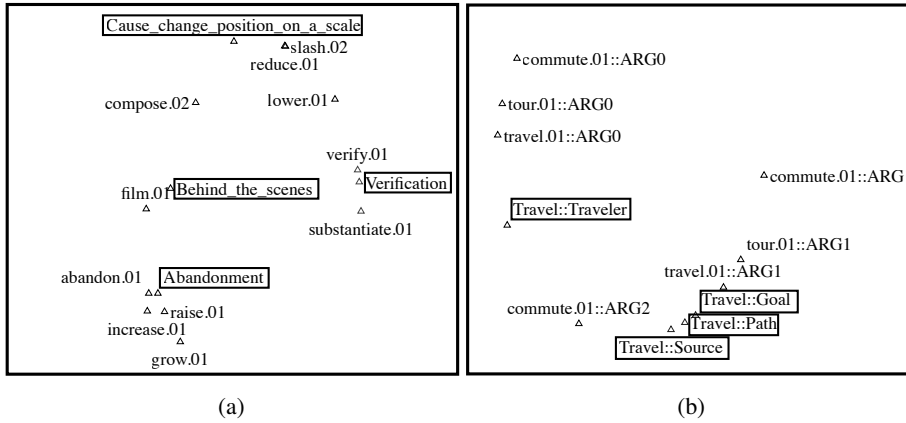 Cause_change_position_on_a_scale
slash.02
reduce.01
compose.02
lower.01
verify.01
Verification
film.01
Behind_the_scenes
substantiate.01
abandon.01
Abandonment
raise.01
increase.01
grow.01
(a)
commute.01::ARG0
tour.01::ARG0
travel.01::ARG0
commute.01::ARG
Travel::Traveler
tour.01::ARG1
travel.01::ARG1
Travel::Goal
commute.01::ARG2
Travel::Path
Travel::Source
(b)